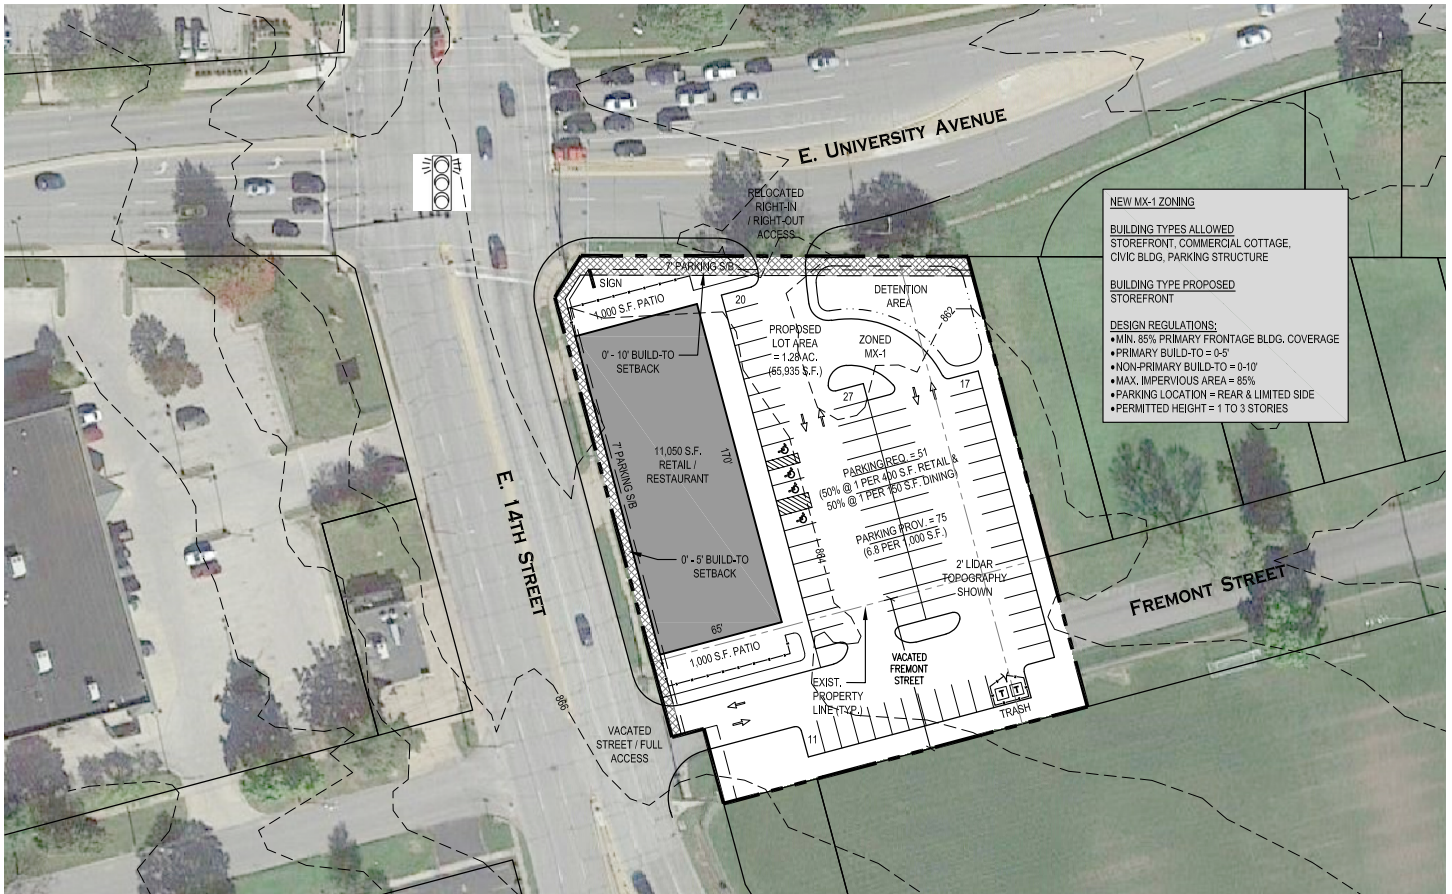 E. UNIVERSITY AVENUE
RELOCATED
RIGHT-IN
/ RIGHT-OUT
ACCESS
NEW MX-1 ZONING
BUILDING TYPES ALLOWED
STOREFRONT, COMMERCIAL COTTAGE,
CIVIC BLDG, PARKING STRUCTURE
BUILDING TYPE PROPOSED
STOREFRONT
DESIGN REGULATIONS:
•MIN. 85% PRIMARY FRONTAGE BLDG. COVERAGE
•PRIMARY BUILD-TO = 0-5'
•NON-PRIMARY BUILD-TO = 0-10'
•MAX. IMPERVIOUS AREA = 85%
•PARKING LOCATION = REAR & LIMITED SIDE
•PERMITTED HEIGHT = 1 TO 3 STORIES
7' PARKING S/B
SIGN
1,000 S.F. PATIO
20
DETENTION
AREA
862
PROPOSED
LOT AREA
= 1.28 AC.
(55,935 S.F.)
ZONED
MX-1
0' - 10' BUILD-TO
SETBACK
27
17
11,050 S.F.
RETAIL /
RESTAURANT
170'
7' PARKING S/B
PARKING REQ. = 51
(50% @ 1 PER 400 S.F. RETAIL &
50% @ 1 PER 150 S.F. DINING)
PARKING PROV. = 75
(6.8 PER 1,000 S.F.)
E. 14TH STREET
0' - 5' BUILD-TO
SETBACK
864
2' LIDAR
TOPOGRAPHY
SHOWN
FREMONT STREET
65'
1,000 S.F. PATIO
VACATED
FREMONT
STREET
EXIST.
PROPERTY
LINE (TYP.)
T T
TRASH
866
11
VACATED
STREET / FULL
ACCESS